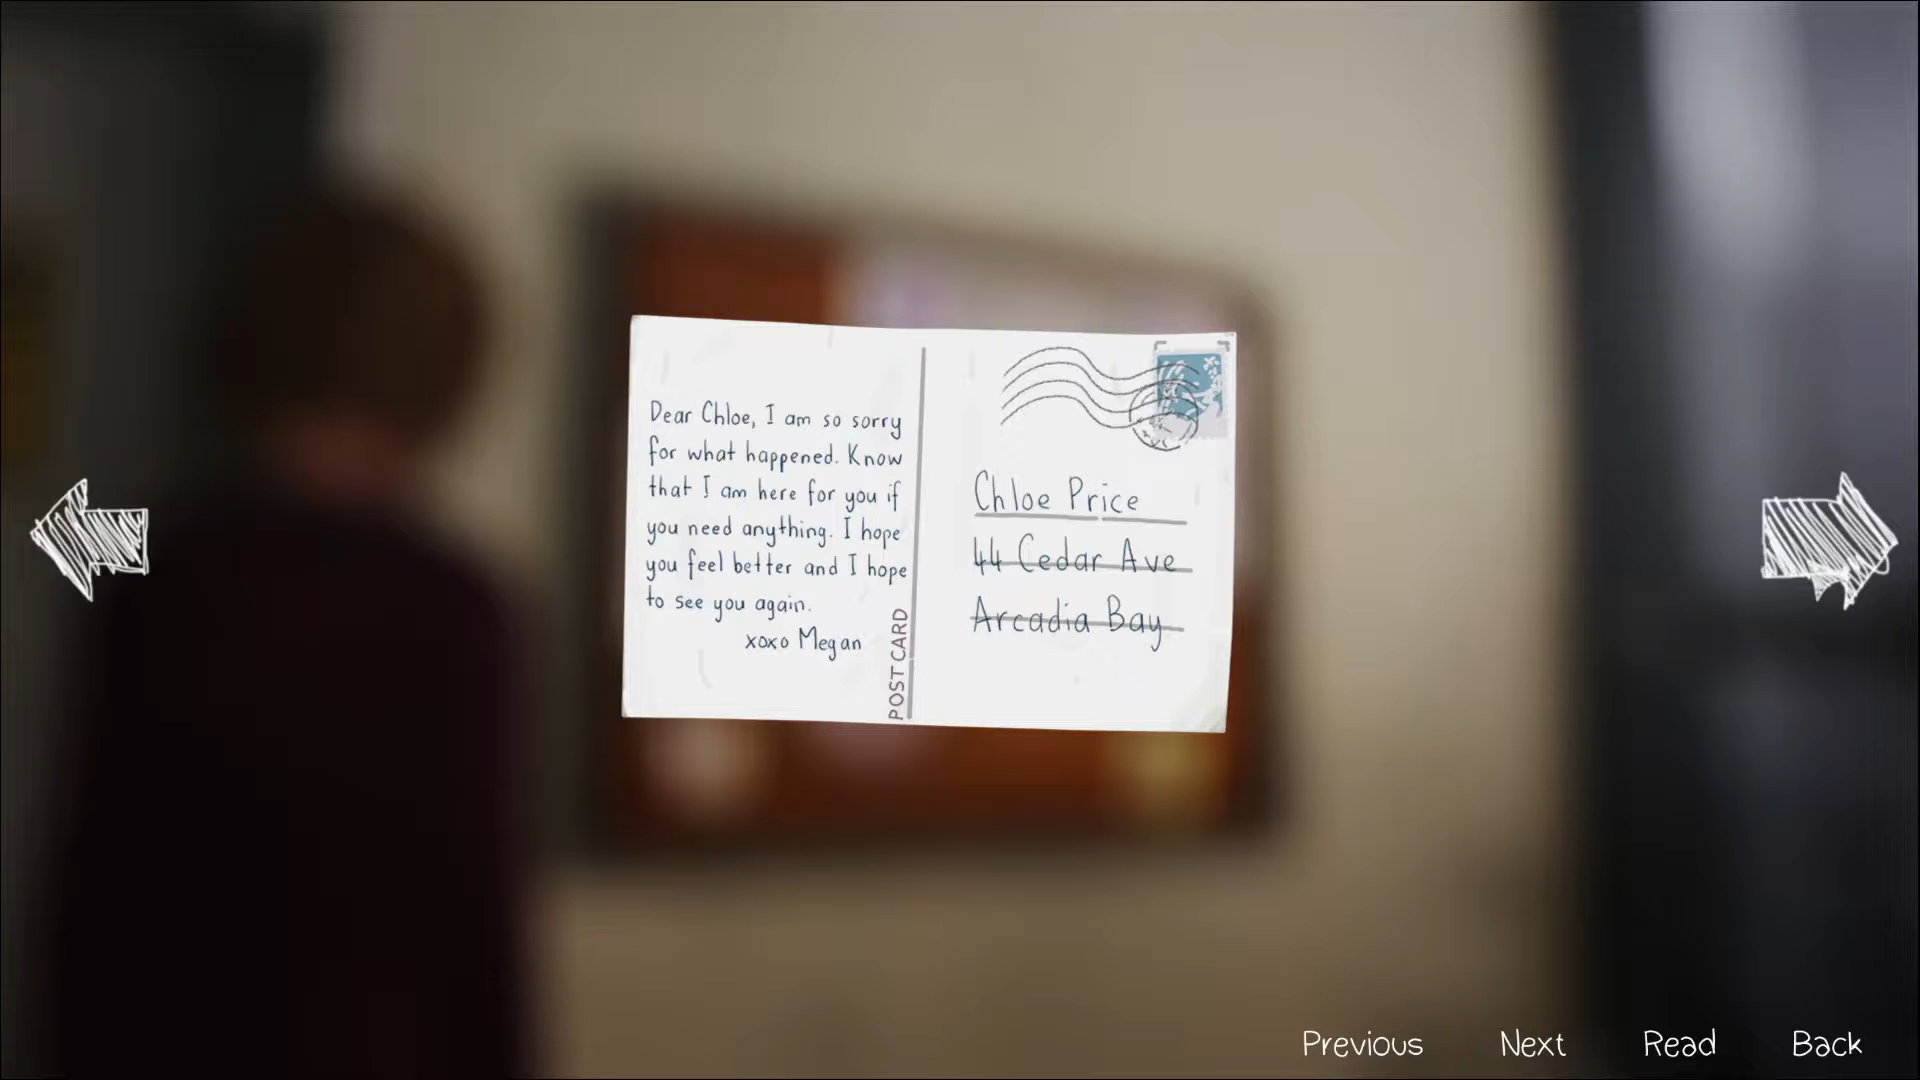 Dear Chloe, I am so sorry
for what happened. Know
that I am here for you if
you need anything. I hope
you feel better and I hope
to see you again.
xoxo Megan
POST CARD
Chloe Price
44 Cedar Ave
Arcadia Bay
Previous Next Read Back